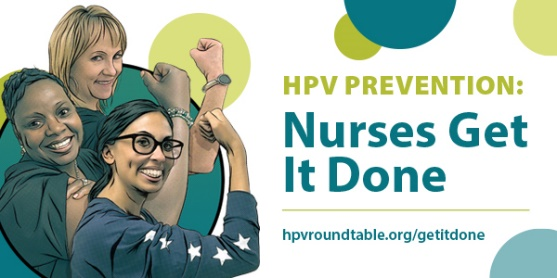 HPV PREVENTION:
Nurses Get
It Done
hpvroundtable.org/getitdone